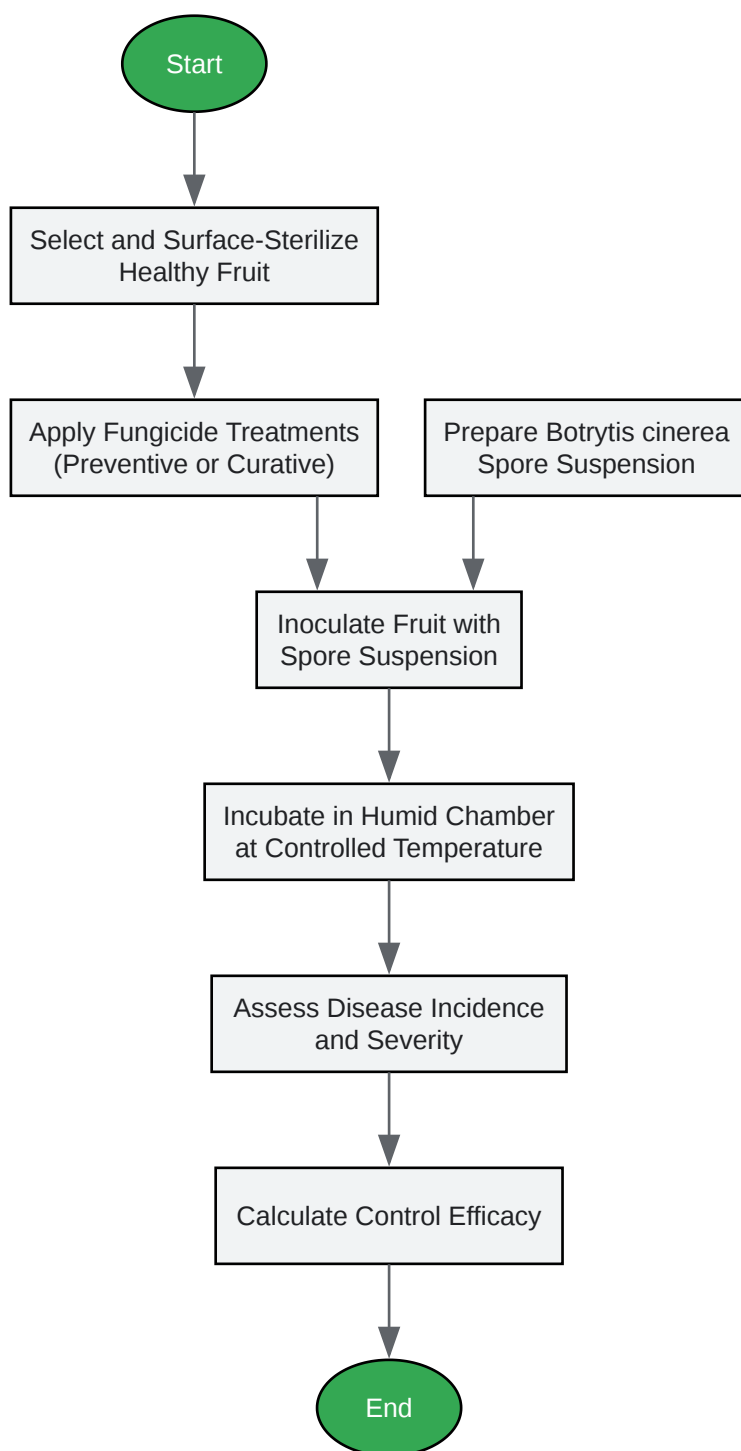 Start
Select and Surface-Sterilize
Healthy Fruit
Apply Fungicide Treatments
(Preventive or Curative)
Prepare Botrytis cinerea
Spore Suspension
Inoculate Fruit with
Spore Suspension
Incubate in Humid Chamber
at Controlled Temperature
Assess Disease Incidence
and Severity
Calculate Control Efficacy
End